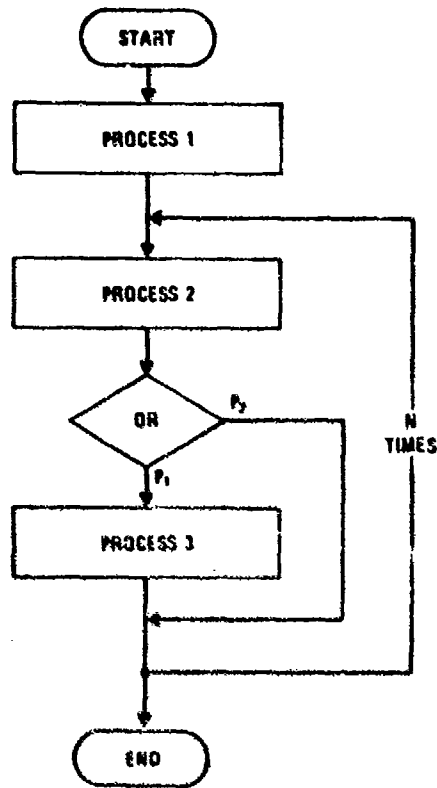 START
PROCESS 1
PROCESS 2
OR
P₂
P₁
N
TIMES
PROCESS 3
END